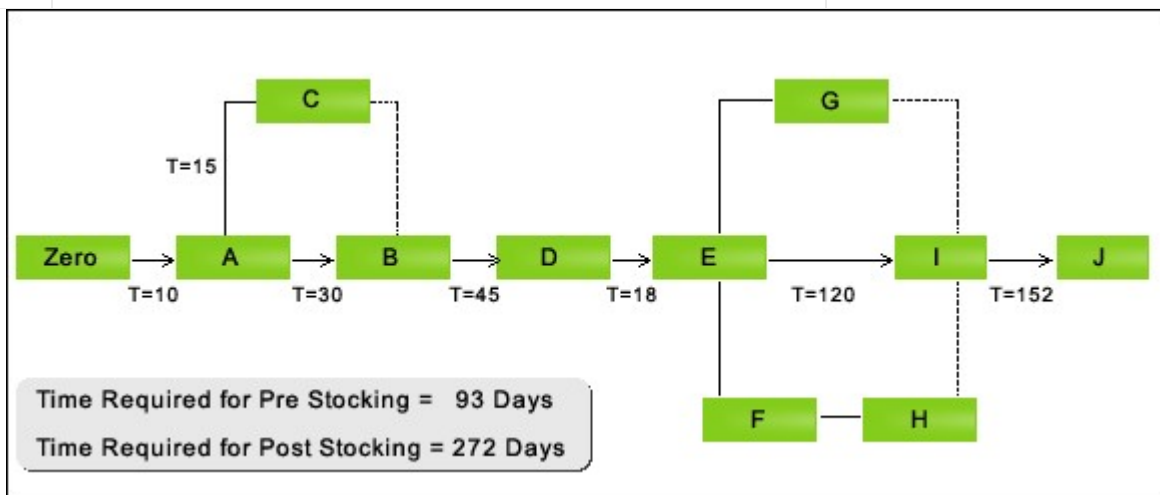 C
G
T=15
Zero
A
B
D
E
I
J
T=10
T=30
T=45
T=18
T=120
T=152
Time Required for Pre Stocking = 93 Days
Time Required for Post Stocking = 272 Days
F
H